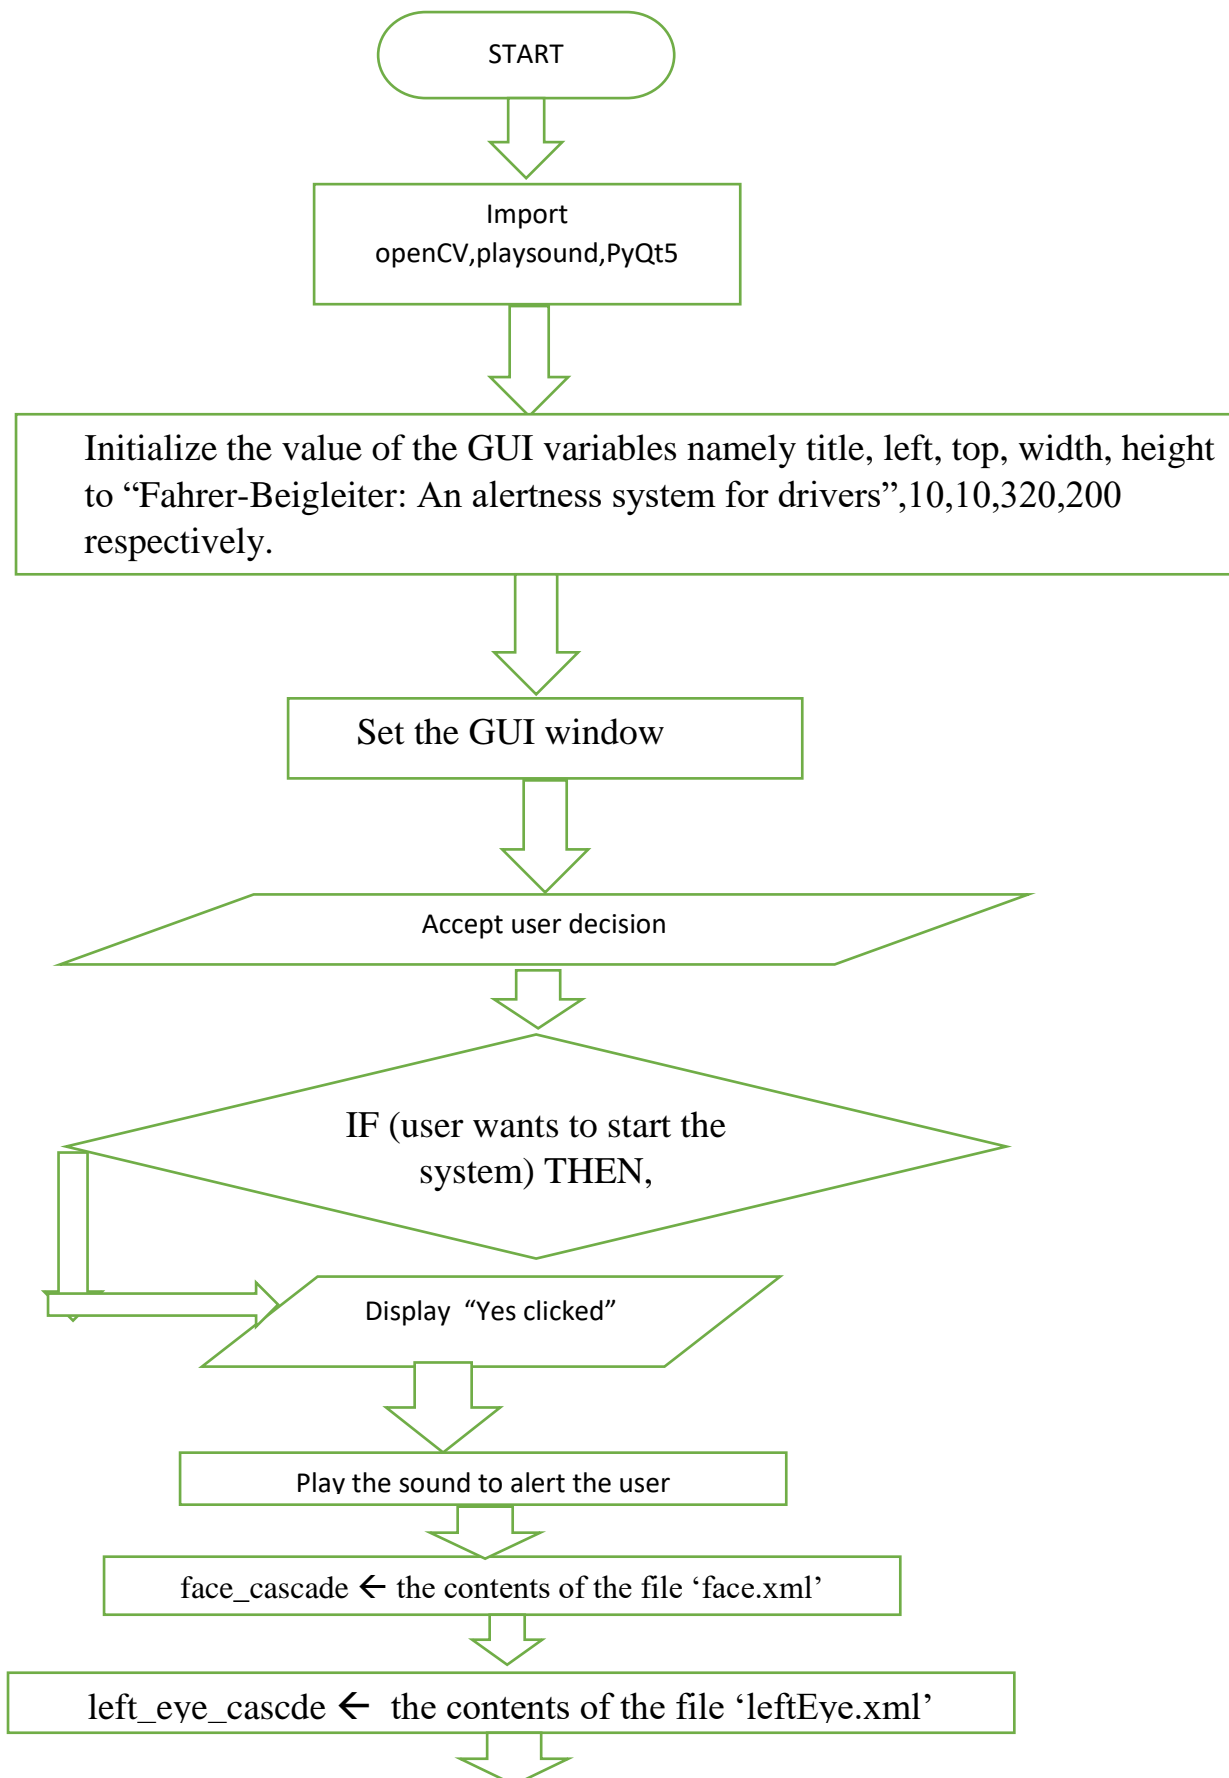 START
Import
openCV,playsound,PyQt5
Initialize the value of the GUI variables namely title, left, top, width, height
to “Fahrer-Beigleiter: An alertness system for drivers”,10,10,320,200
respectively.
Set the GUI window
Accept user decision
IF (user wants to start the
system) THEN,
Display “Yes clicked”
Play the sound to alert the user
face_cascade ← the contents of the file ‘face.xml’
left_eye_cascde ← the contents of the file ‘leftEye.xml’